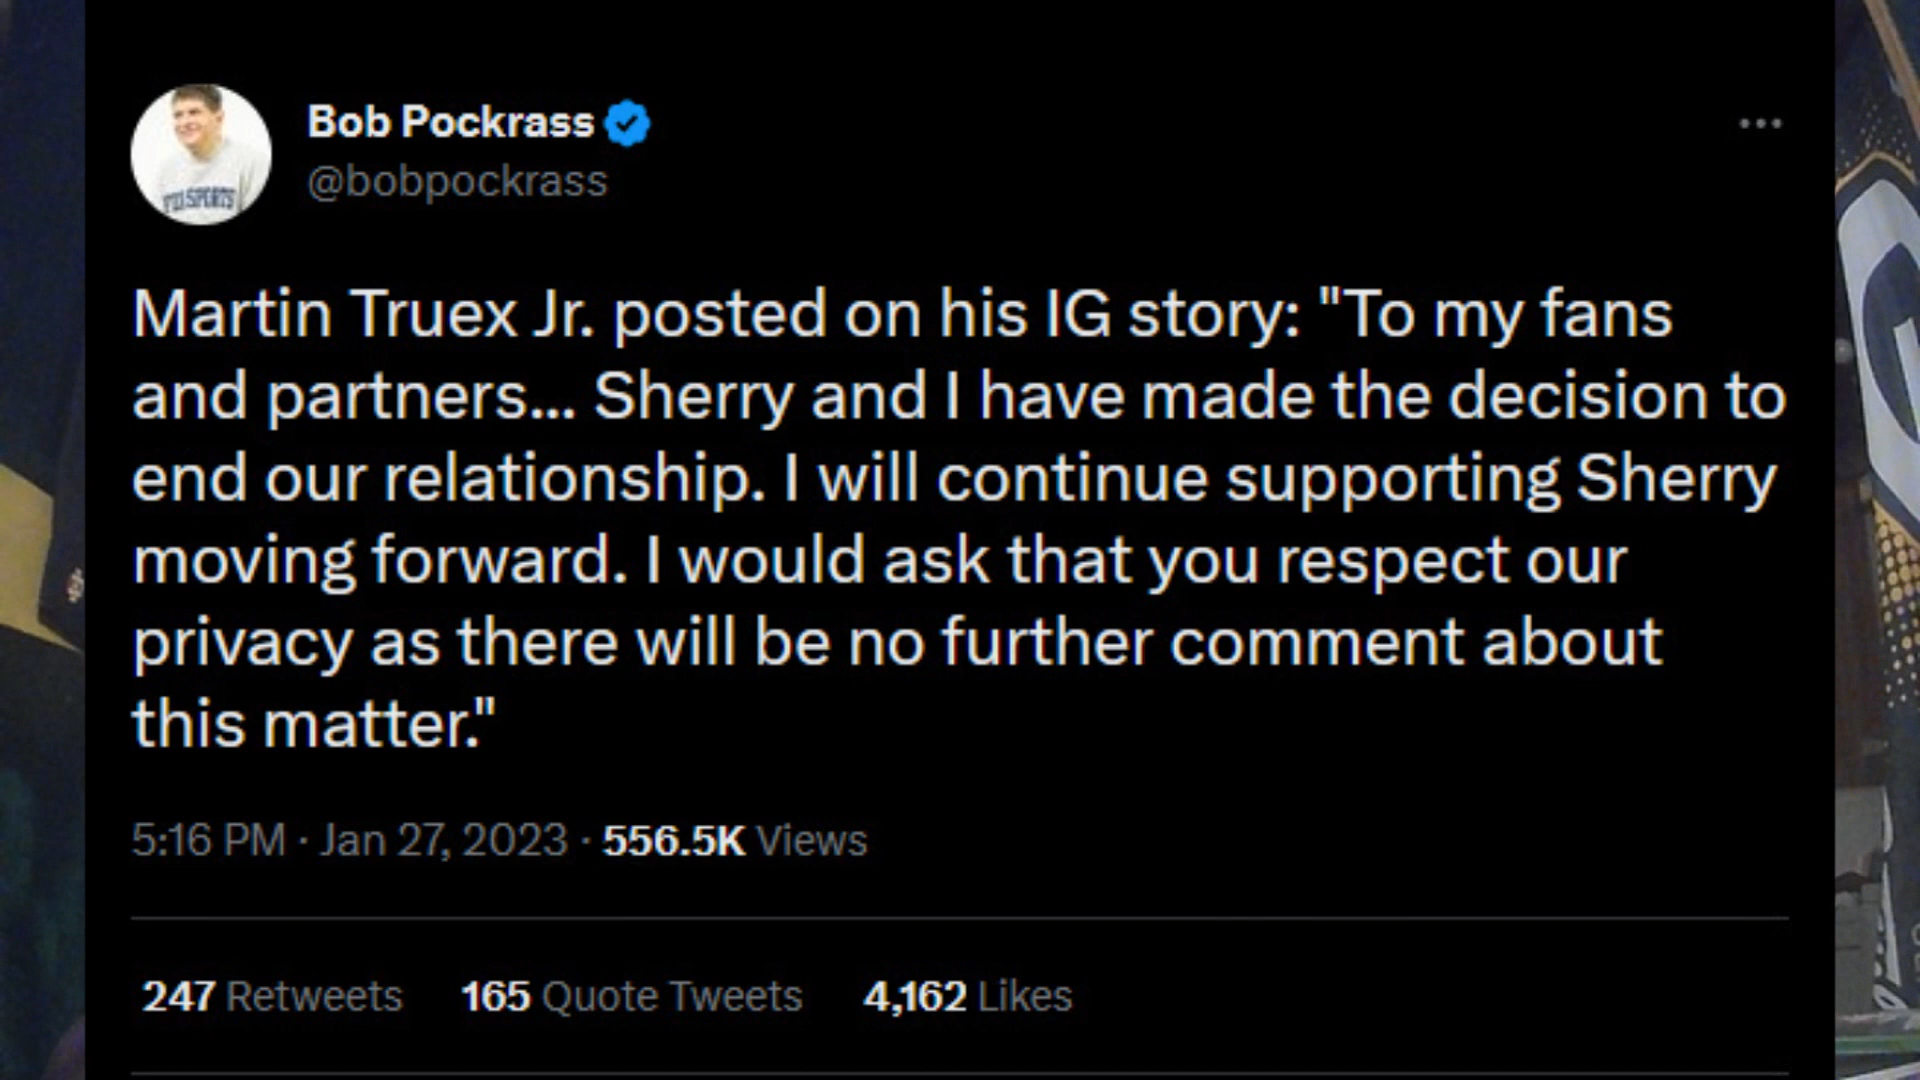 Bob Pockrass
@bobpockrass
Martin Truex Jr. posted on his IG story: "To my fans
and partners... Sherry and I have made the decision to
end our relationship. I will continue supporting Sherry
moving forward. I would ask that you respect our
privacy as there will be no further comment about
this matter."
5:16 PM · Jan 27, 2023 · 556.5K Views
247 Retweets 165 Quote Tweets 4,162 Likes